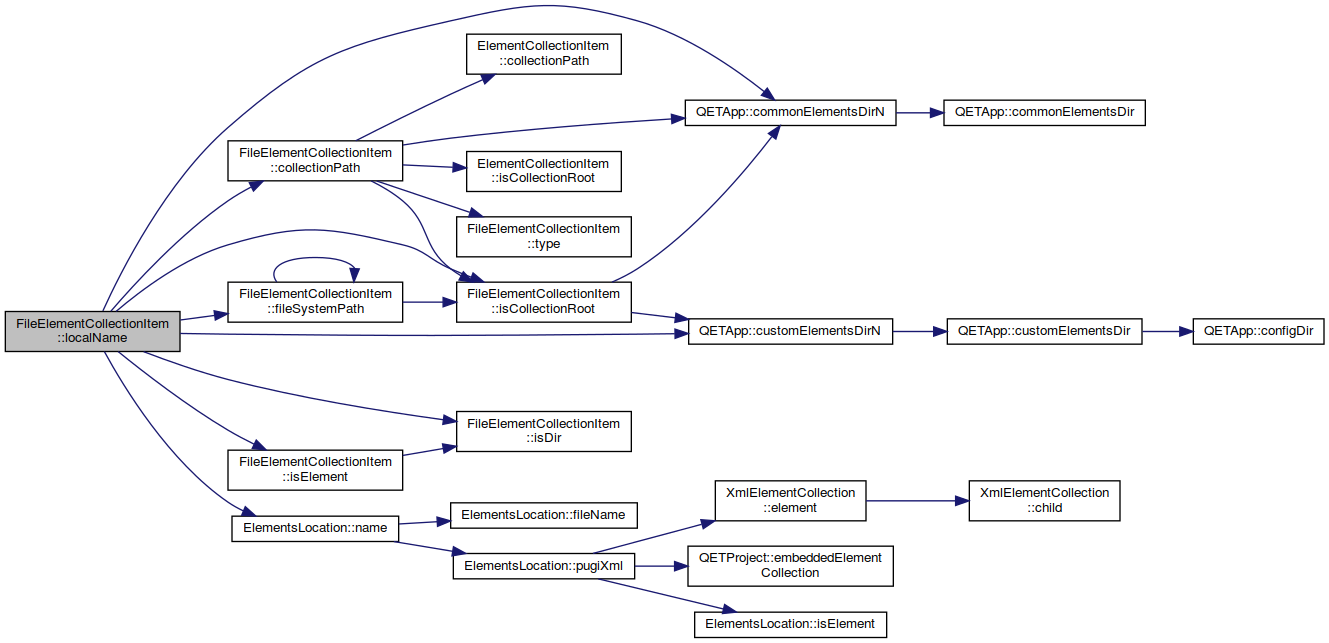 ElementCollectionItem
::collectionPath
QETApp::commonElementsDirN
QETApp::commonElementsDir
FileElementCollectionItem
::collectionPath
ElementCollectionItem
::isCollectionRoot
FileElementCollectionItem
::type
FileElementCollectionItem
::fileSystemPath
FileElementCollectionItem
::isCollectionRoot
FileElementCollectionItem
::localName
QETApp::customElementsDirN
QETApp::customElementsDir
QETApp::configDir
FileElementCollectionItem
::isDir
FileElementCollectionItem
::isElement
XmlElementCollection
::element
XmlElementCollection
::child
ElementsLocation::name
ElementsLocation::fileName
ElementsLocation::pugiXml
QETProject::embeddedElement
Collection
ElementsLocation::isElement